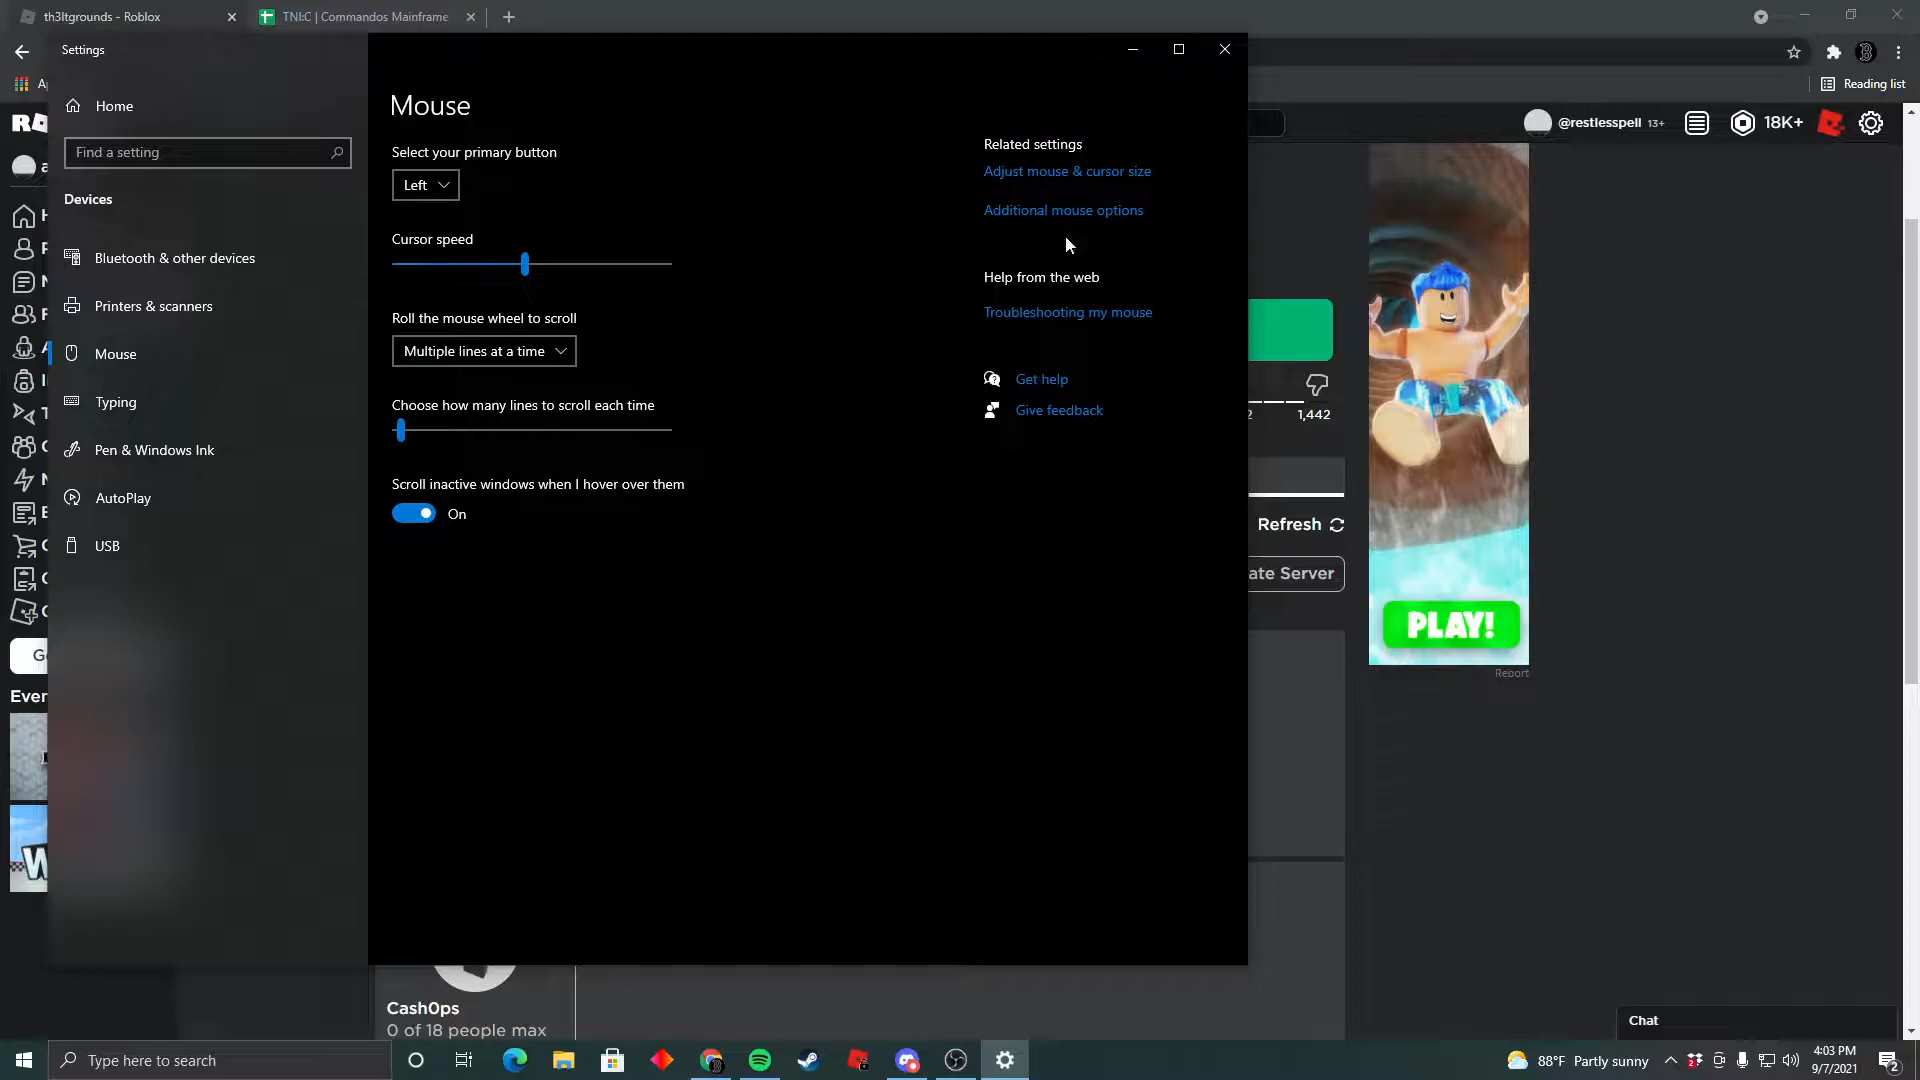 th3ltgrounds - Roblox
TNI:C | Commandos Mainframe
Settings
Reading list
Home
Find a setting
Devices
Bluetooth & other devices
Printers & scanners
Mouse
Typing
Pen & Windows Ink
AutoPlay
USB
Mouse
Select your primary button
Left
Cursor speed
Roll the mouse wheel to scroll
Multiple lines at a time
Choose how many lines to scroll each time
Scroll inactive windows when I hover over them
On
Related settings
Adjust mouse & cursor size
Additional mouse options
Help from the web
Troubleshooting my mouse
Get help
Give feedback
@restlesspell 13+
18K+
1,442
Refresh
ate Server
PLAY!
Report
Even
CashOps
0 of 18 people max
Chat
Type here to search
88°F Partly sunny
4:03 PM
9/7/2021
2